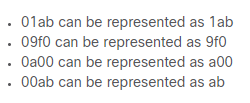 • 01ab can be represented as 1ab
• 09f0 can be represented as 9f0
• 0a00 can be represented as a00
• 00ab can be represented as ab